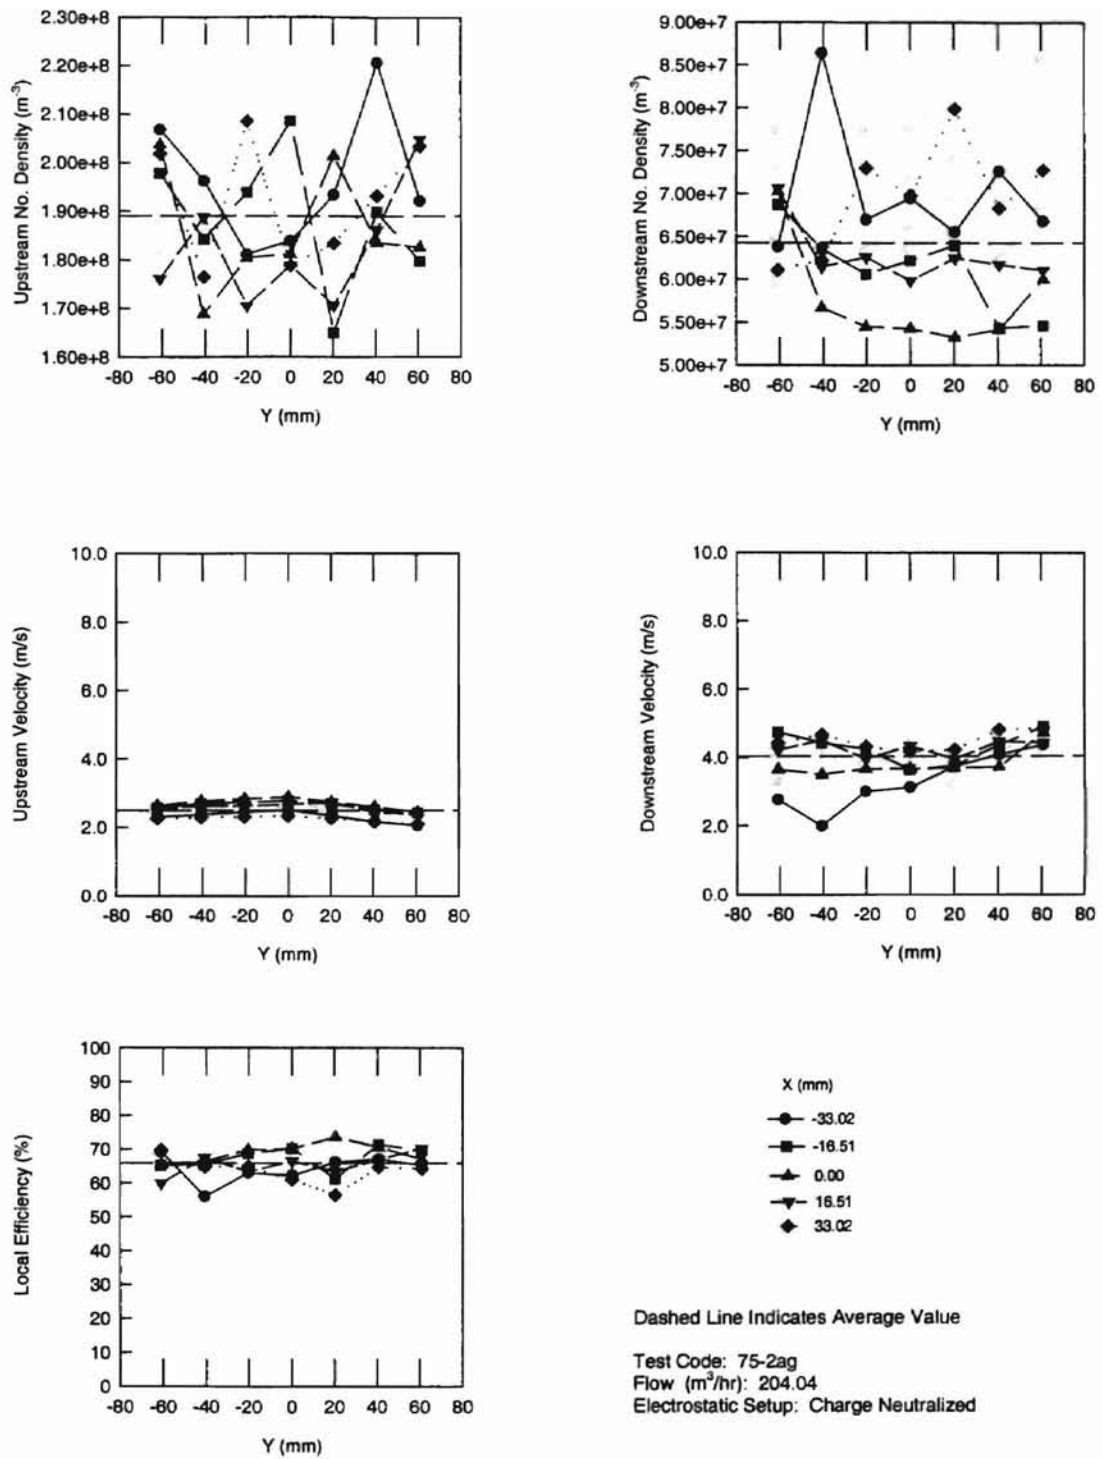 2.30e+8
2.20e+8
2.10e+8
2.00e+8
1.90e+8
1.80e+8
1.70e+8
1.60e+8
Upstream No. Density (m⁻³)
-80 -60 -40 -20 0 20 40 60 80
Y (mm)
9.00e+7
8.50e+7
8.00e+7
7.50e+7
7.00e+7
6.50e+7
6.00e+7
5.50e+7
5.00e+7
Downstream No. Density (m⁻³)
-80 -60 -40 -20 0 20 40 60 80
Y (mm)
10.0
8.0
6.0
4.0
2.0
0.0
Upstream Velocity (m/s)
-80 -60 -40 -20 0 20 40 60 80
Y (mm)
10.0
8.0
6.0
4.0
2.0
0.0
Downstream Velocity (m/s)
-80 -60 -40 -20 0 20 40 60 80
Y (mm)
100
90
80
70
60
50
40
30
20
10
0
Local Efficiency (%)
-80 -60 -40 -20 0 20 40 60 80
Y (mm)
X (mm)
-33.02
-16.51
0.00
16.51
33.02
Dashed Line Indicates Average Value
Test Code: 75-2ag
Flow (m³/hr): 204.04
Electrostatic Setup: Charge Neutralized